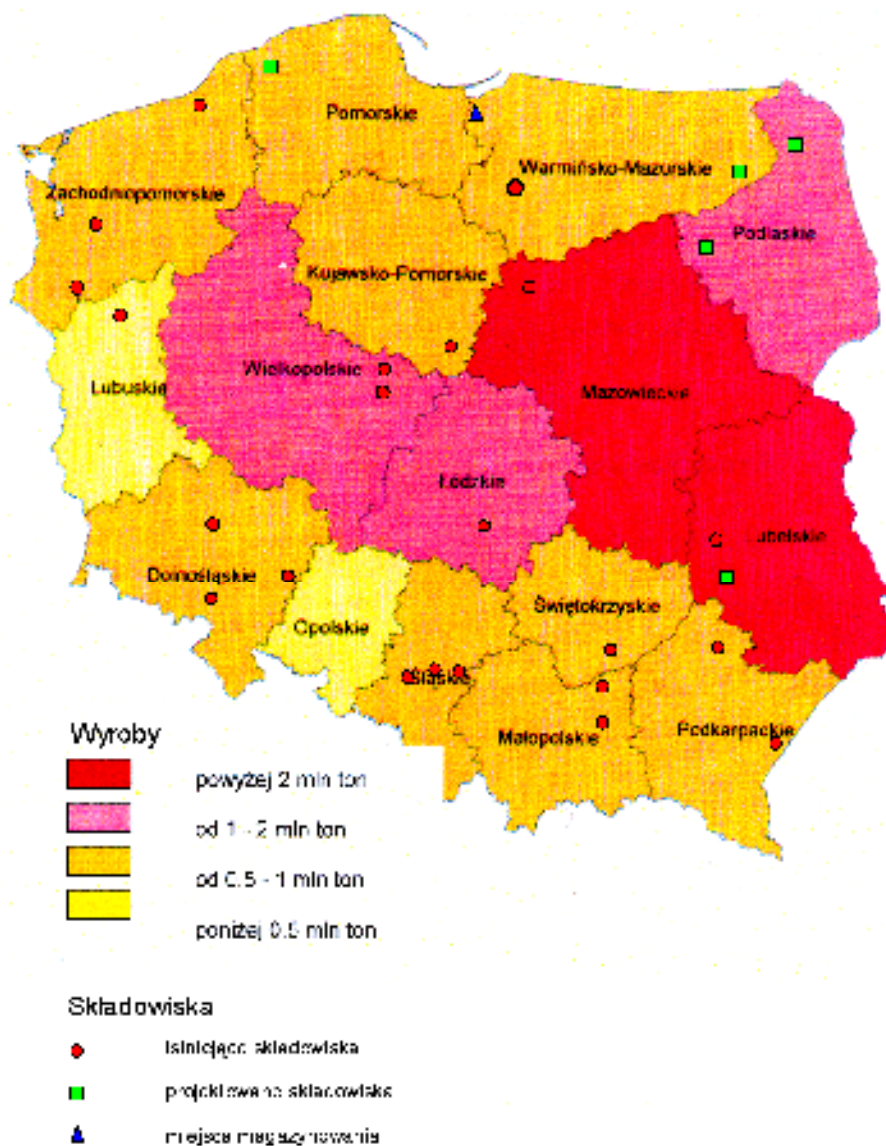 Pomorskie
Warmińsko-Mazurskie
Zachodniopomorskie
Podlaskie
Kujawsko-Pomorskie
Wielkopolskie
Lubuskie
Mazowieckie
Łódzkie
Lubelskie
Dolnośląskie
Świętokrzyskie
Opolskie
Śląskie
Małopolskie
Podkarpackie
Wyroby
powyżej 2 mln ton
od 1 - 2 mln ton
od 0.5 - 1 mln ton
poniżej 0.5 mln ton
Składowiska
istniejące składowiska
projektowane składowiska
miejsca magazynowania